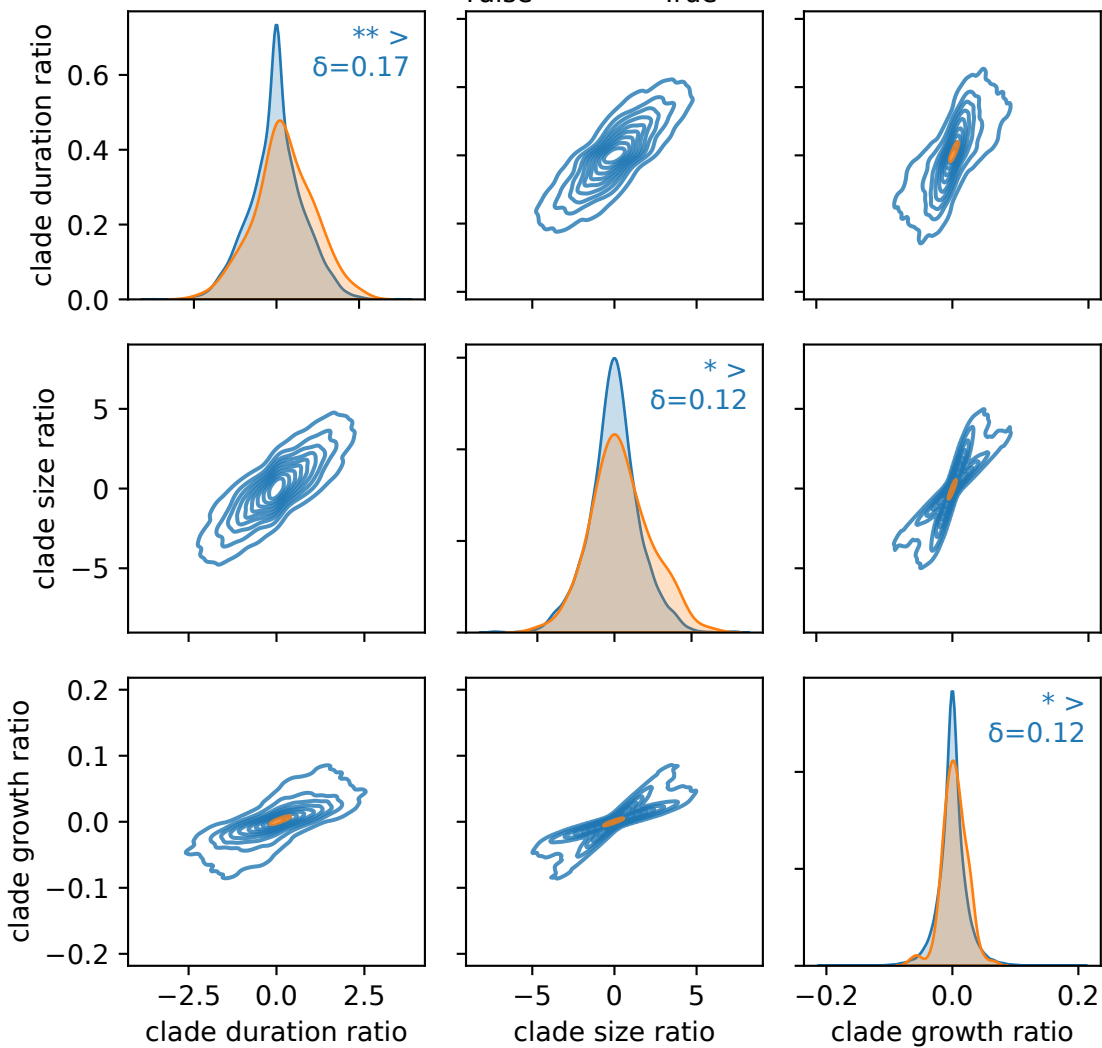 False True
clade duration ratio
0.6
0.4
0.2
0.0
** >
δ=0.17
clade size ratio
5
0
−5
* >
δ=0.12
clade growth ratio
0.2
0.1
0.0
−0.1
−0.2
* >
δ=0.12
−2.5 0.0 2.5
−5 0 5
−0.2 0.0 0.2
clade duration ratio
clade size ratio
clade growth ratio